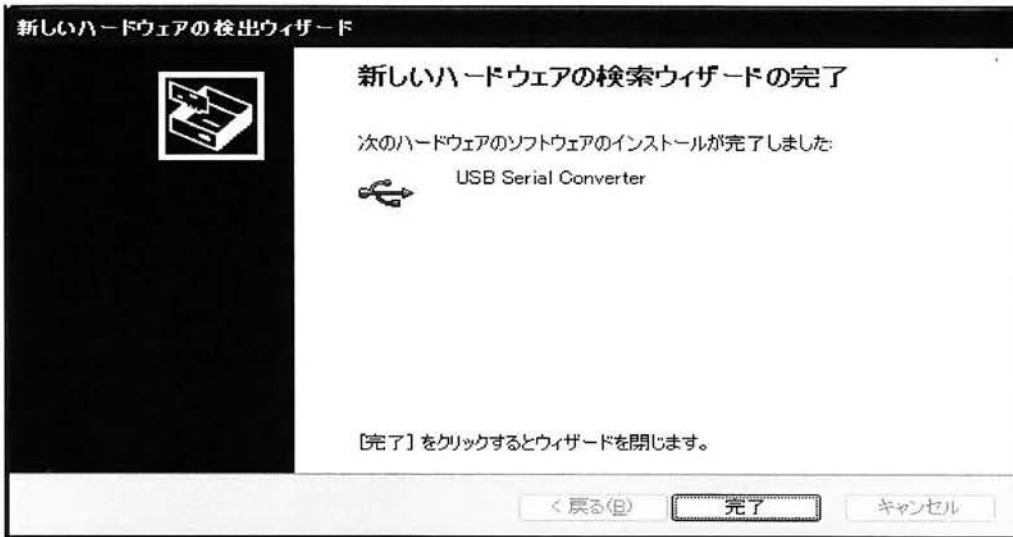 新しいハードウェアの検出ウィザード
新しいハードウェアの検索ウィザードの完了
次のハードウェアのソフトウェアのインストールが完了しました:
USB Serial Converter
[完了] をクリックするとウィザードを閉じます。
< 戻る(B) 完了 キャンセル